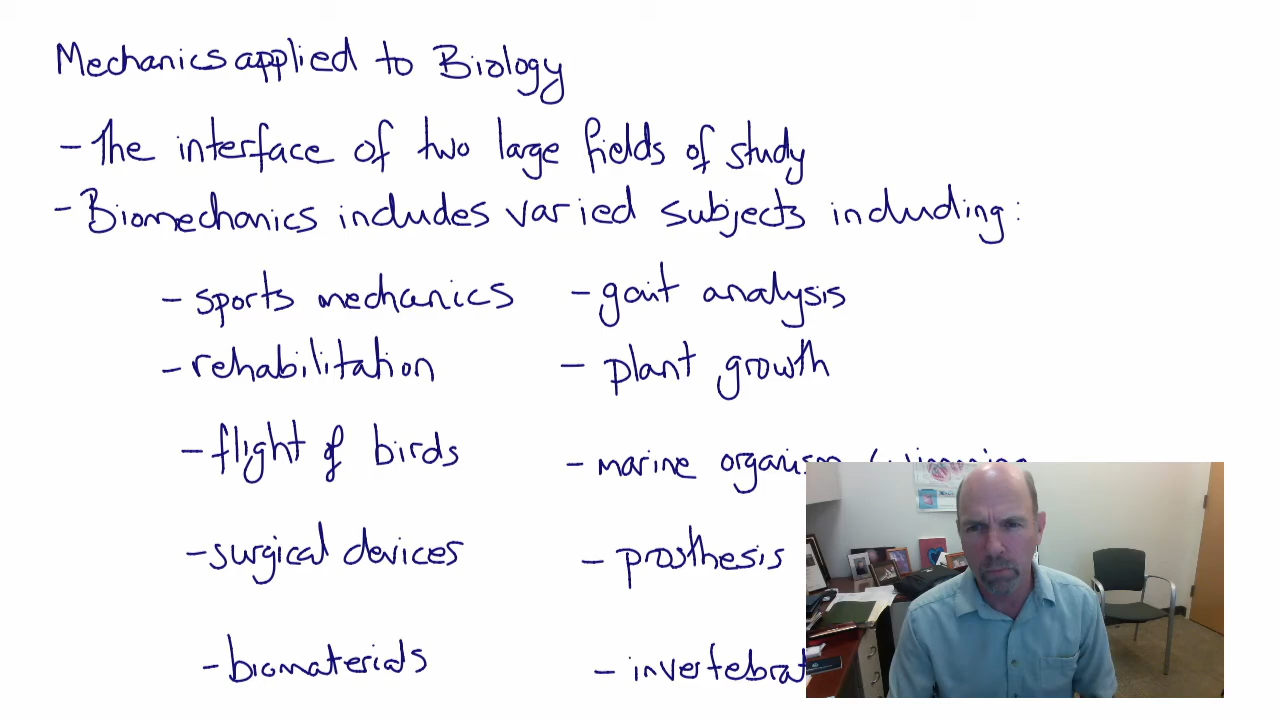 Mechanics applied to Biology
- The interface of two large fields of study
- Biomechanics includes varied subjects including:
- sports mechanics - gait analysis
- rehabilitation - plant growth
- flight of birds - marine organism
- surgical devices - prosthesis
- biomaterials